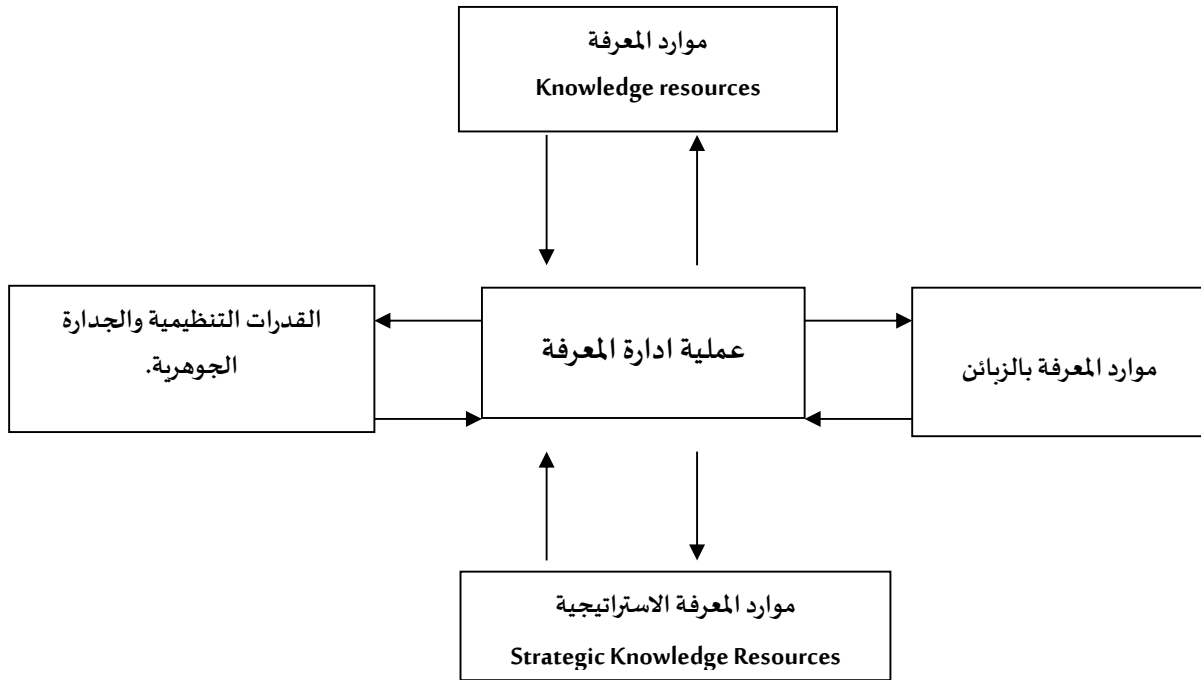 موارد المعرفة
Knowledge resources
القدرات التنظيمية والجدارة
الجوهرية.
عملية ادارة المعرفة
موارد المعرفة بالزبائن
موارد المعرفة الاستراتيجية
Strategic Knowledge Resources